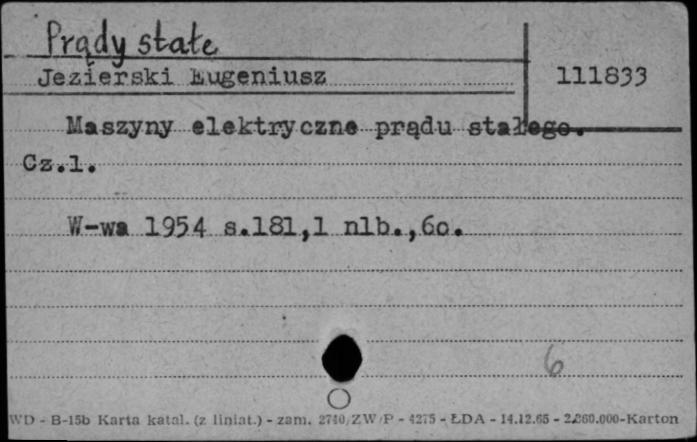 Prądy stałe
Jezierski Eugeniusz
111833
Maszyny elektryczne prądu stałego.
Cz.1.
W-wa 1954 s.181,1 nlb.,6o.
6
WD - B-15b Karta katal. (z liniat.) - zam. 2740/ZW/P - 4275 - ŁDA - 14.12.65 - 2.260.000-Karton